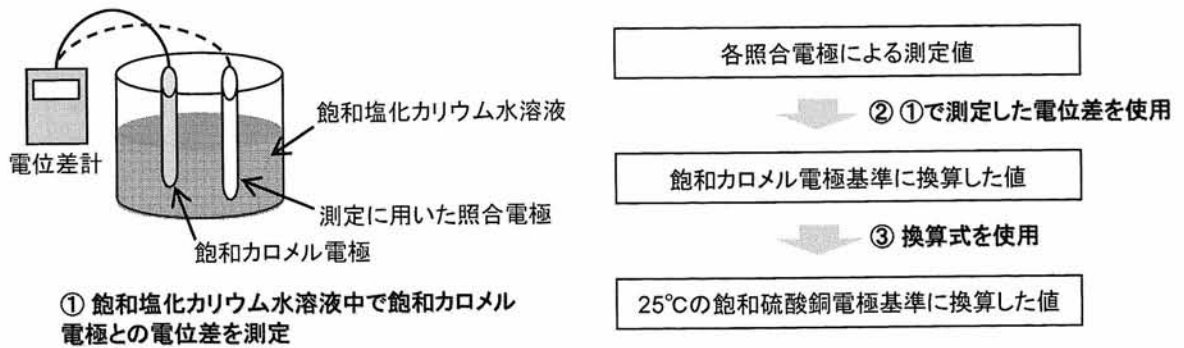 電位差計
飽和塩化カリウム水溶液
測定に用いた照合電極
飽和カロメル電極
① 飽和塩化カリウム水溶液中で飽和カロメル
電極との電位差を測定
各照合電極による測定値
② ①で測定した電位差を使用
飽和カロメル電極基準に換算した値
③ 換算式を使用
25℃の飽和硫酸銅電極基準に換算した値